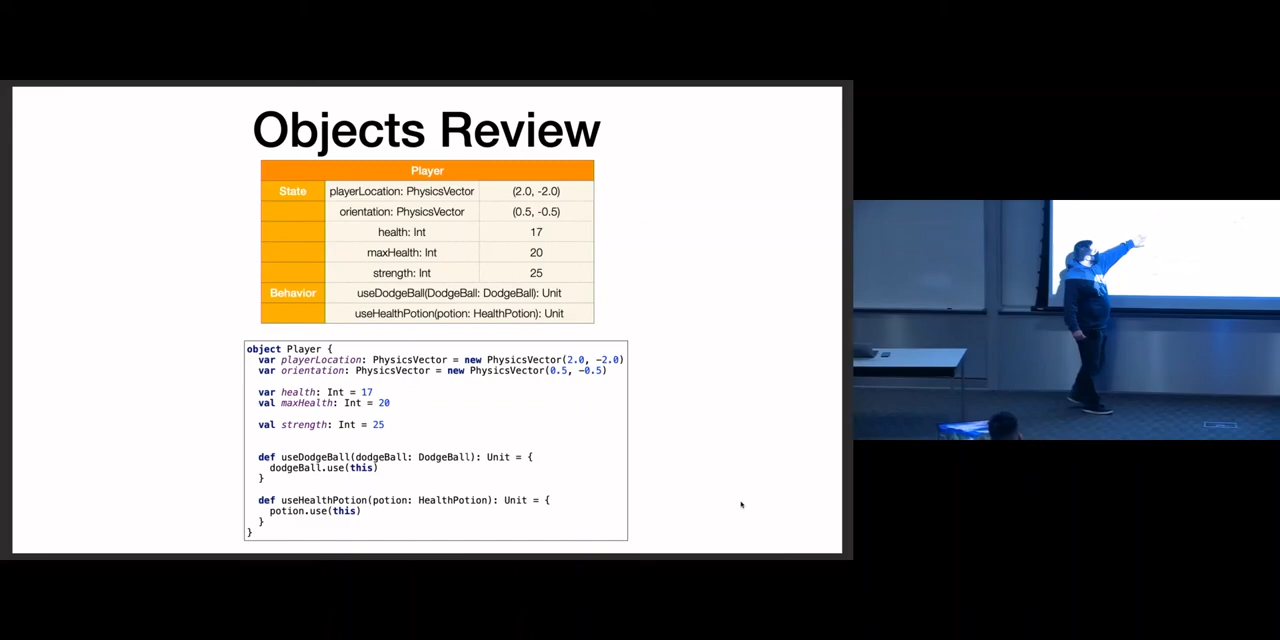 Objects Review
Player
State playerLocation: PhysicsVector (2.0, -2.0)
orientation: PhysicsVector (0.5, -0.5)
health: Int 17
maxHealth: Int 20
strength: Int 25
Behavior useDodgeBall(DodgeBall: DodgeBall): Unit
useHealthPotion(potion: HealthPotion): Unit
object Player {
var playerLocation: PhysicsVector = new PhysicsVector(2.0, -2.0)
var orientation: PhysicsVector = new PhysicsVector(0.5, -0.5)
var health: Int = 17
val maxHealth: Int = 20
val strength: Int = 25
def useDodgeBall(dodgeBall: DodgeBall): Unit = {
dodgeBall.use(this)
}
def useHealthPotion(potion: HealthPotion): Unit = {
potion.use(this)
}
}